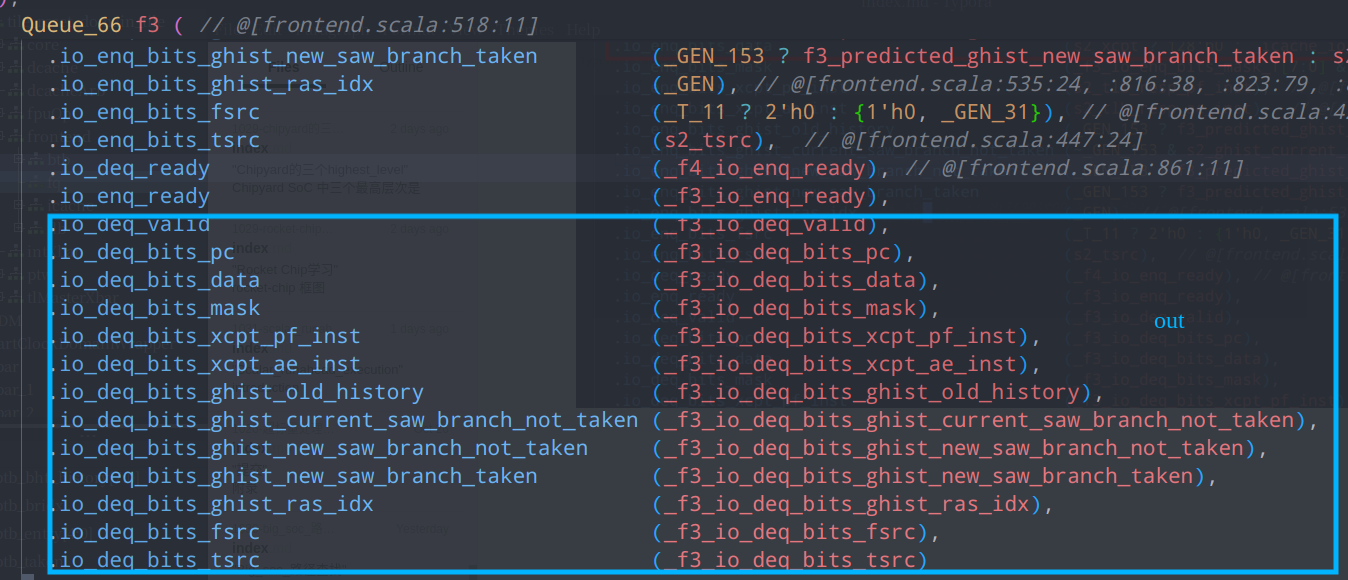 Queue_66 f3 ( // @[frontend.scala:518:11]
.io_enq_bits_ghist_new_saw_branch_taken (_GEN_153 ? f3_predicted_ghist_new_saw_branch_taken : s
.io_enq_bits_ghist_ras_idx (_GEN), // @[frontend.scala:535:24, :816:38, :823:79, :
.io_enq_bits_fsrc (_T_11 ? 2'h0 : {1'h0, _GEN_31}), // @[frontend.scala:4
.io_enq_bits_tsrc (s2_tsrc), // @[frontend.scala:447:24]
.io_deq_ready (_f4_io_enq_ready), // @[frontend.scala:861:11]
.io_enq_ready (_f3_io_enq_ready),
.io_deq_valid (_f3_io_deq_valid),
.io_deq_bits_pc (_f3_io_deq_bits_pc),
.io_deq_bits_data (_f3_io_deq_bits_data),
.io_deq_bits_mask (_f3_io_deq_bits_mask),
.io_deq_bits_xcpt_pf_inst (_f3_io_deq_bits_xcpt_pf_inst),
.io_deq_bits_xcpt_ae_inst (_f3_io_deq_bits_xcpt_ae_inst),
.io_deq_bits_ghist_old_history (_f3_io_deq_bits_ghist_old_history),
.io_deq_bits_ghist_current_saw_branch_not_taken (_f3_io_deq_bits_ghist_current_saw_branch_not_taken),
.io_deq_bits_ghist_new_saw_branch_not_taken (_f3_io_deq_bits_ghist_new_saw_branch_not_taken),
.io_deq_bits_ghist_new_saw_branch_taken (_f3_io_deq_bits_ghist_new_saw_branch_taken),
.io_deq_bits_ghist_ras_idx (_f3_io_deq_bits_ghist_ras_idx),
.io_deq_bits_fsrc (_f3_io_deq_bits_fsrc),
.io_deq_bits_tsrc (_f3_io_deq_bits_tsrc)
out